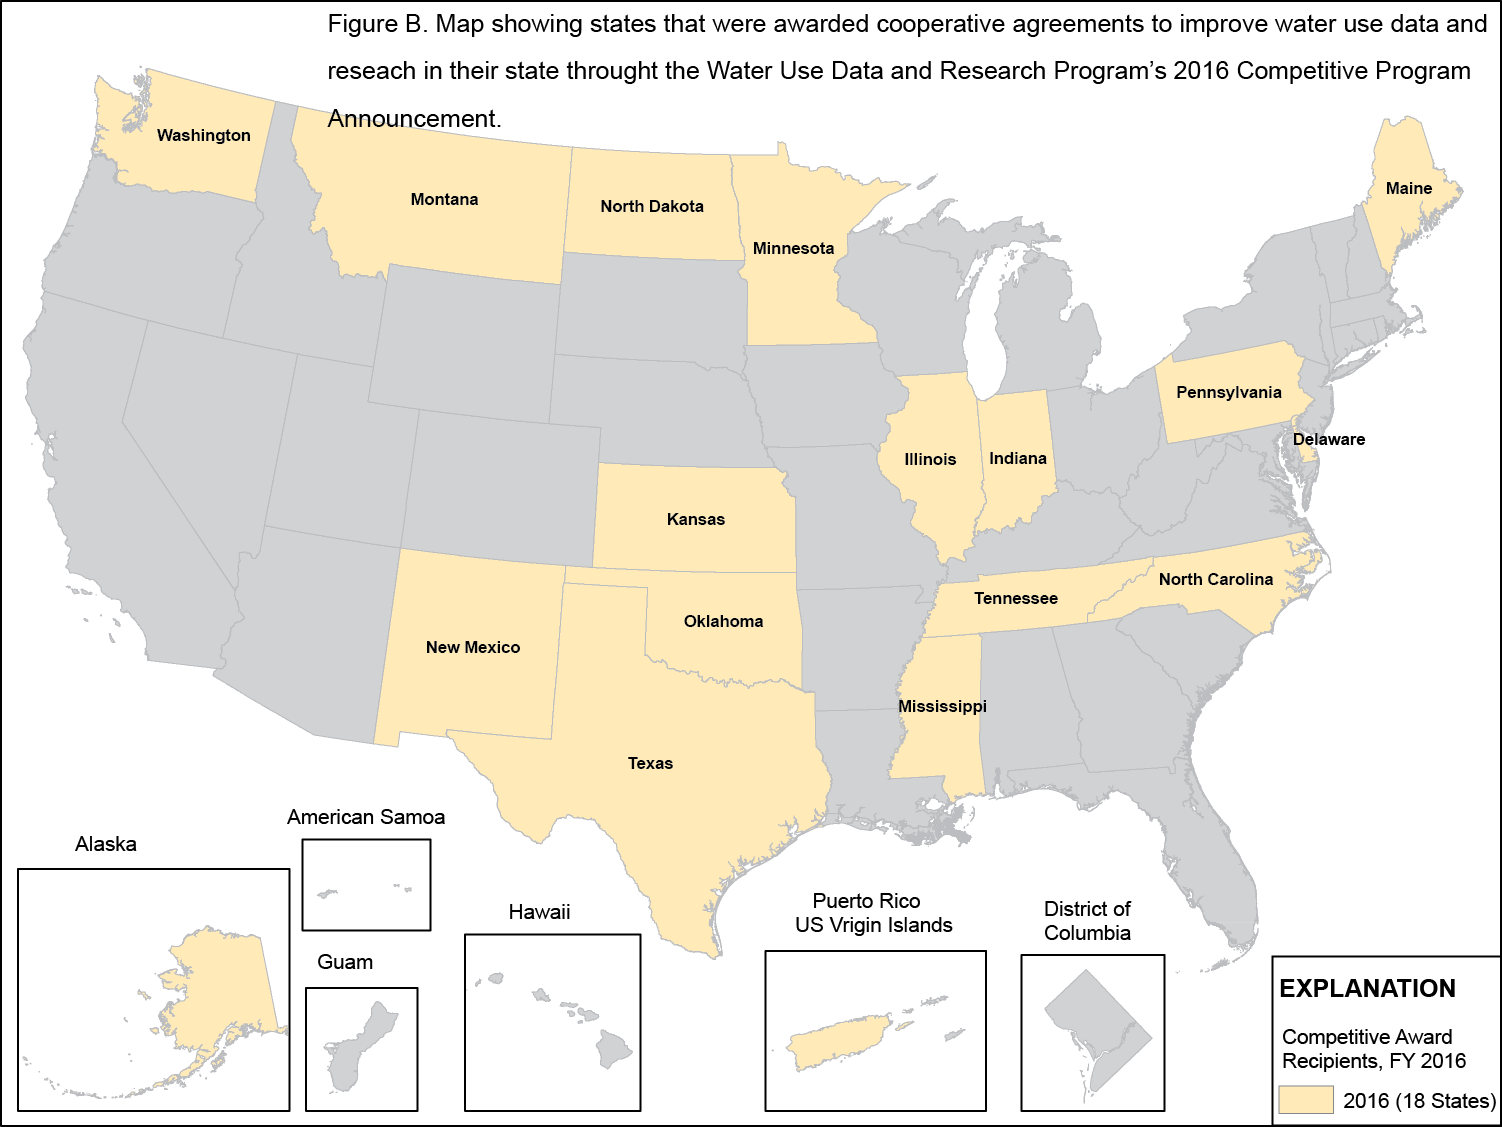 Figure B. Map showing states that were awarded cooperative agreements to improve water use data and
reseach in their state throught the Water Use Data and Research Program’s 2016 Competitive Program
Announcement.
Washington
Montana
North Dakota
Minnesota
Maine
Pennsylvania
Delaware
Illinois
Indiana
Kansas
North Carolina
Tennessee
Oklahoma
New Mexico
Mississippi
Texas
American Samoa
Alaska
Hawaii
Guam
Puerto Rico
US Vrigin Islands
District of
Columbia
EXPLANATION
Competitive Award
Recipients, FY 2016
2016 (18 States)